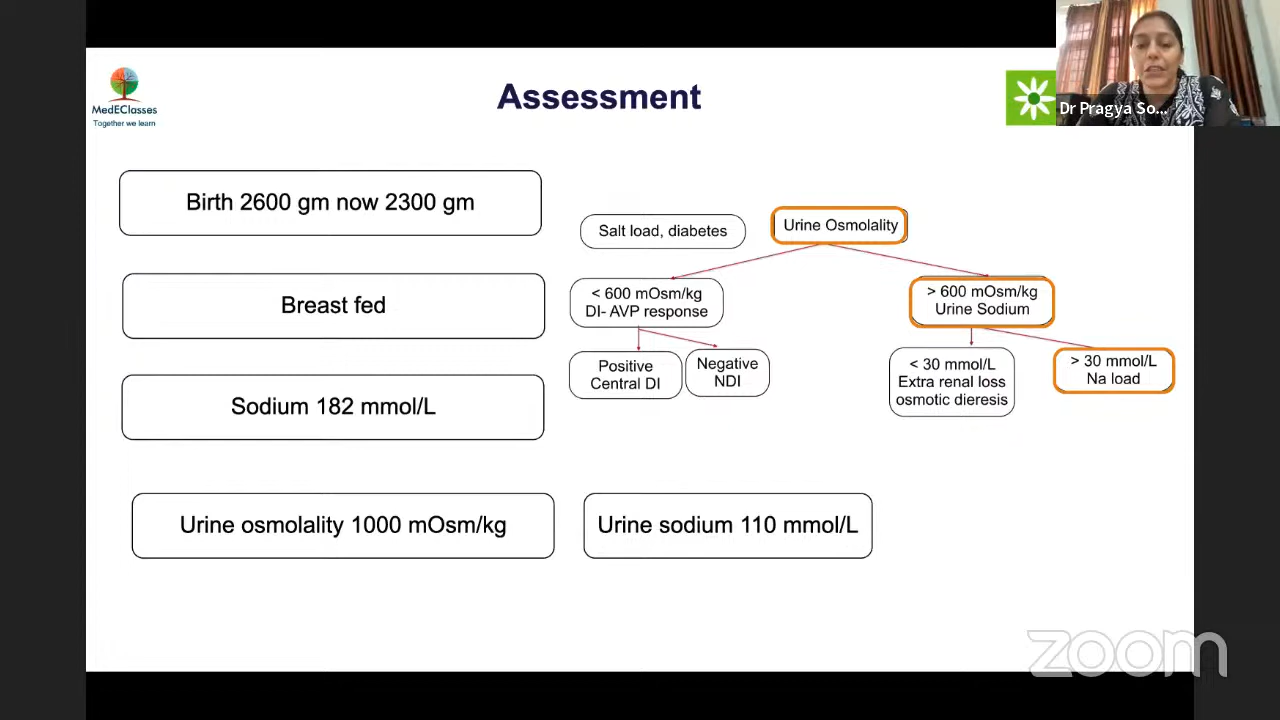 MedEClasses
Together we learn
Assessment
Dr Pragya So...
Birth 2600 gm now 2300 gm
Breast fed
Sodium 182 mmol/L
Urine osmolality 1000 mOsm/kg
Urine sodium 110 mmol/L
Salt load, diabetes
Urine Osmolality
< 600 mOsm/kg
DI- AVP response
> 600 mOsm/kg
Urine Sodium
Positive
Central DI
Negative
NDI
< 30 mmol/L
Extra renal loss
osmotic dieresis
> 30 mmol/L
Na load
zoom